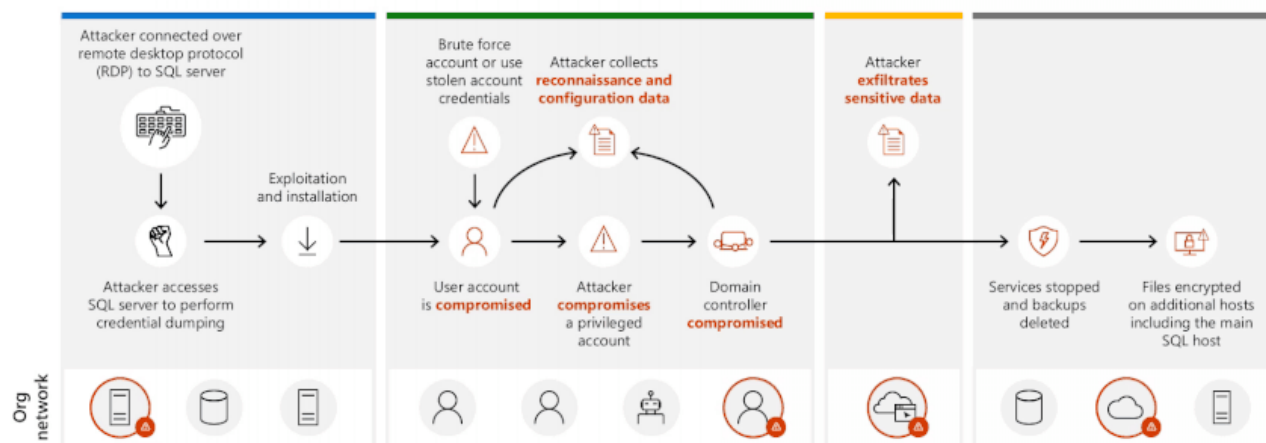 Attacker connected over
remote desktop protocol
(RDP) to SQL server
Exploitation
and installation
Attacker accesses
SQL server to perform
credential dumping
Brute force
account or use
stolen account
credentials
Attacker collects
reconnaissance and
configuration data
User account
is compromised
Attacker
compromises
a privileged
account
Domain
controller
compromised
Attacker
exfiltrates
sensitive data
Services stopped
and backups
deleted
Files encrypted
on additional hosts
including the main
SQL host
Org
network